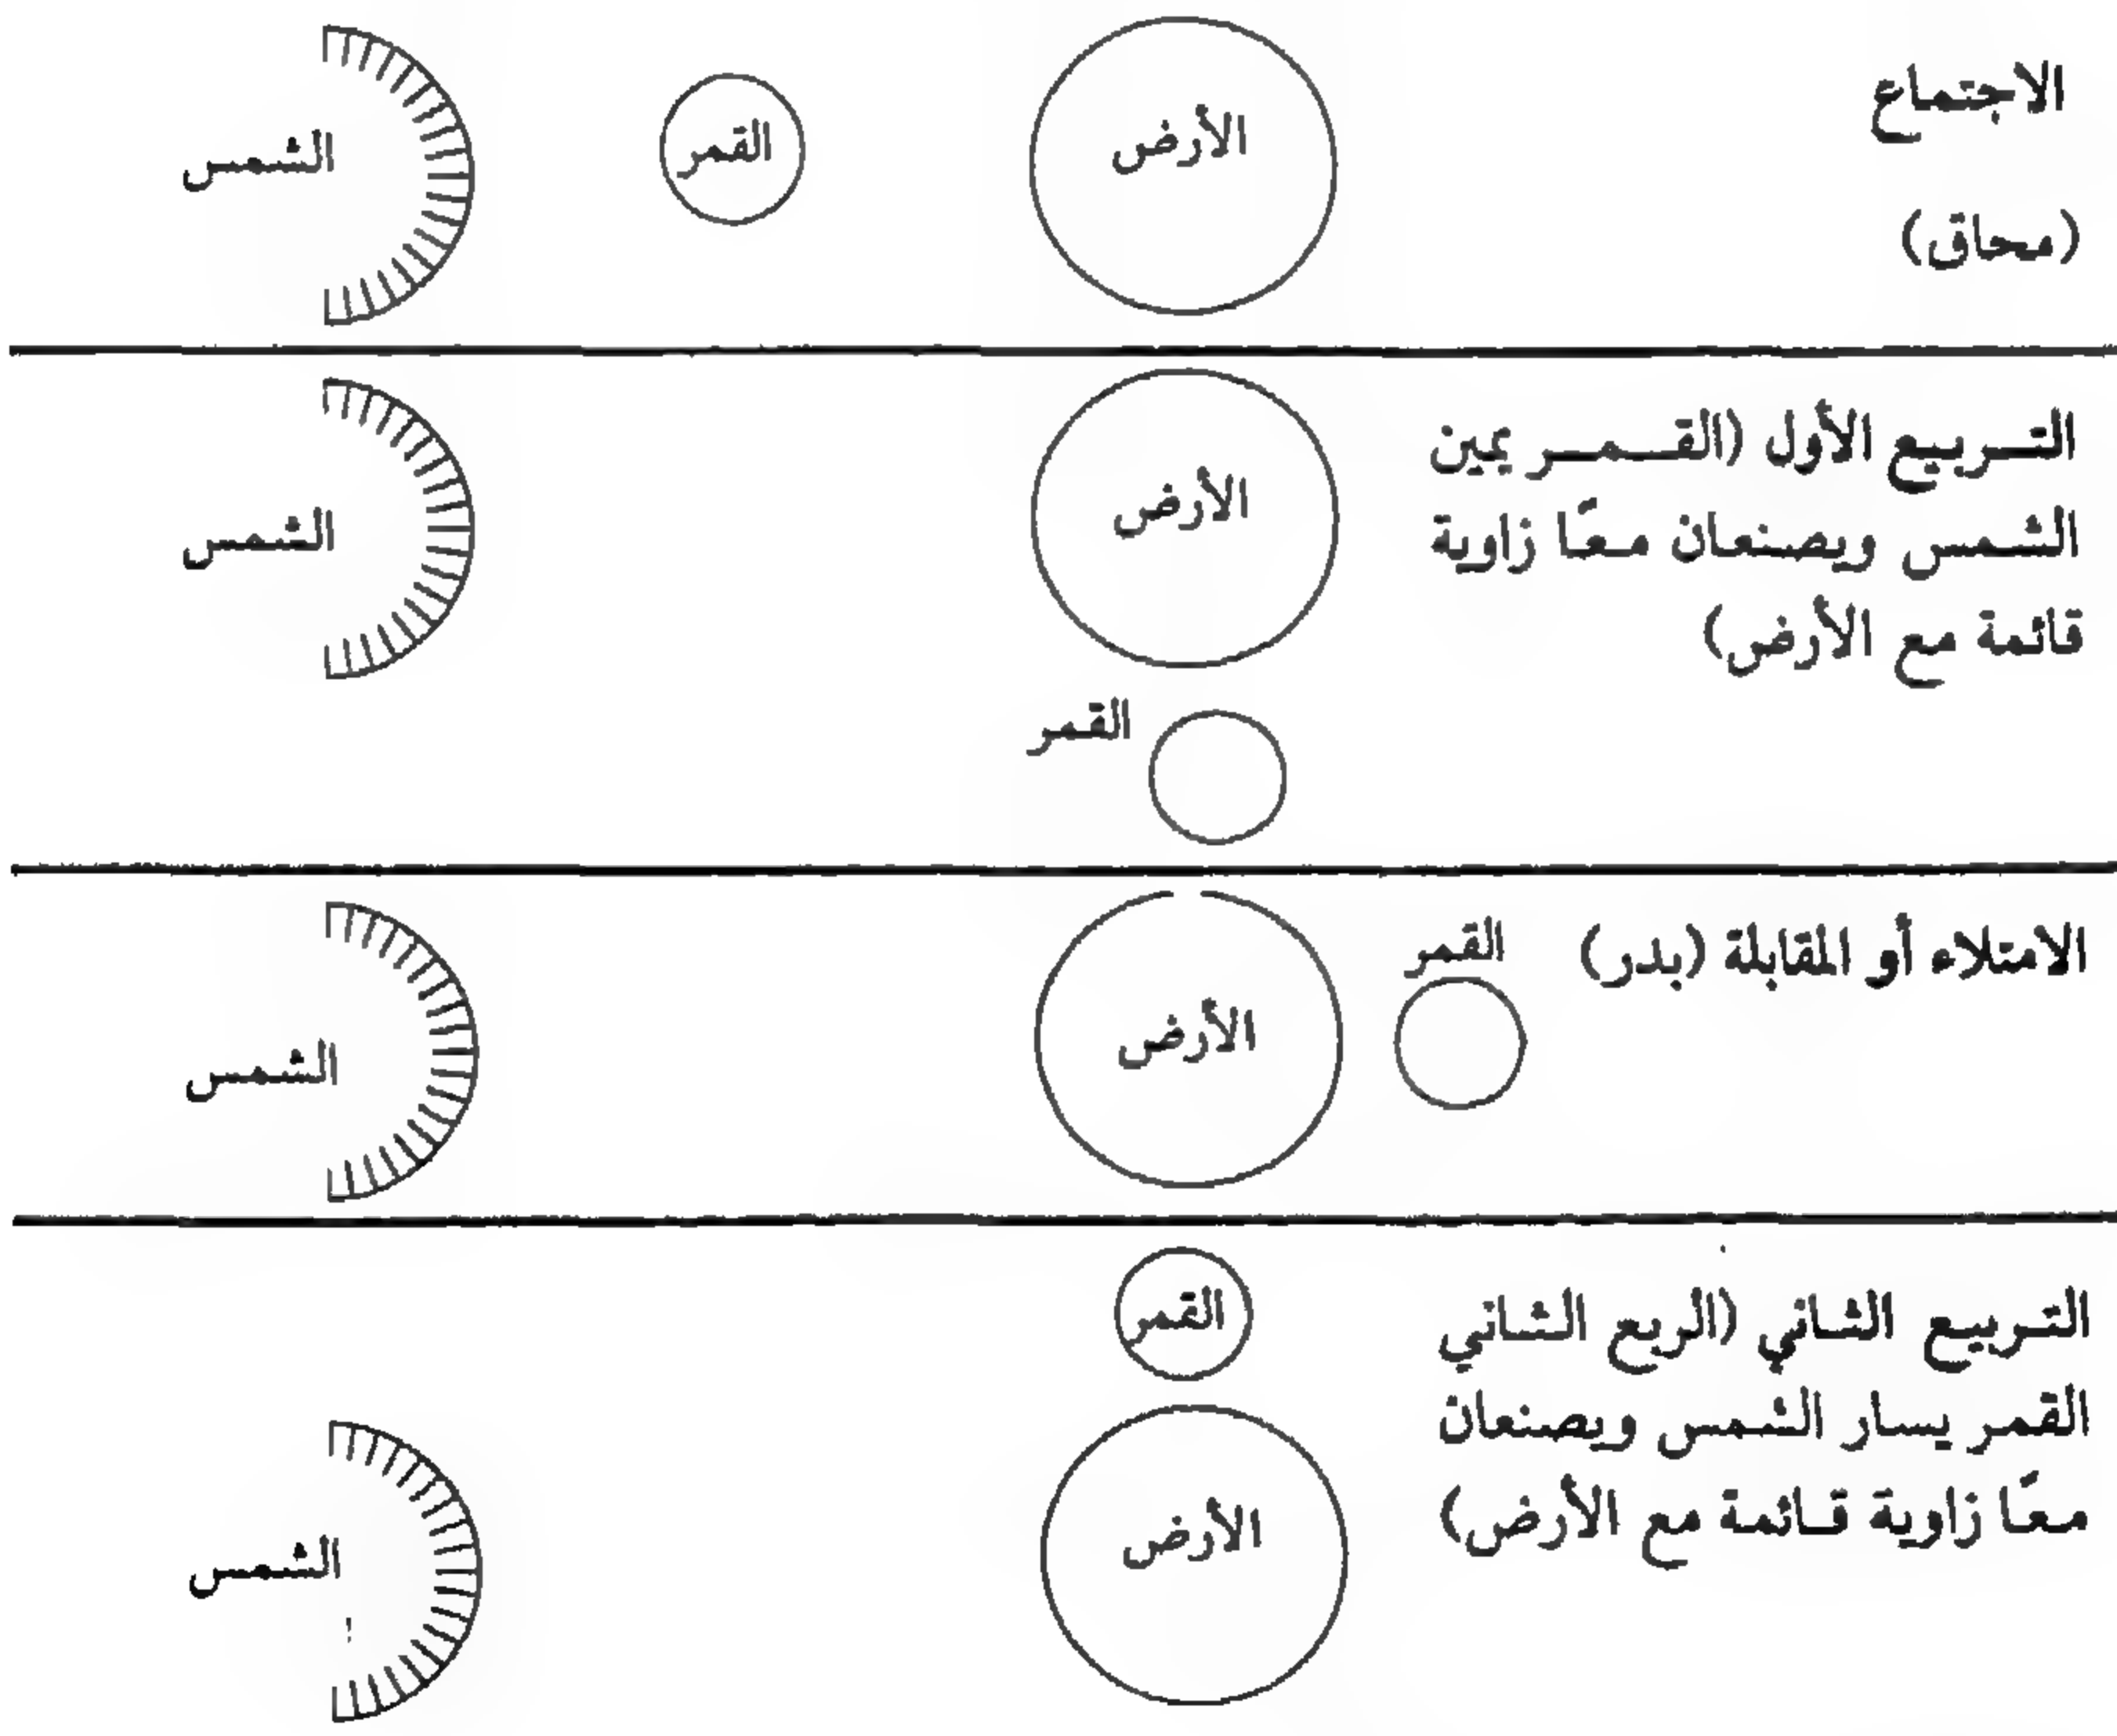 الاجتماع
(محاق)
الأرض
القمر
الشمس
التربيع الأول (القمر يمين
الشمس ويصنعان معًا زاوية
قائمة مع الأرض)
الأرض
الشمس
القمر
الامتلاء أو المقابلة (بدر)
القمر
الأرض
الشمس
التربيع الثاني (الربع الثاني
القمر يسار الشمس ويصنعان
معًا زاوية قائمة مع الأرض)
القمر
الأرض
الشمس